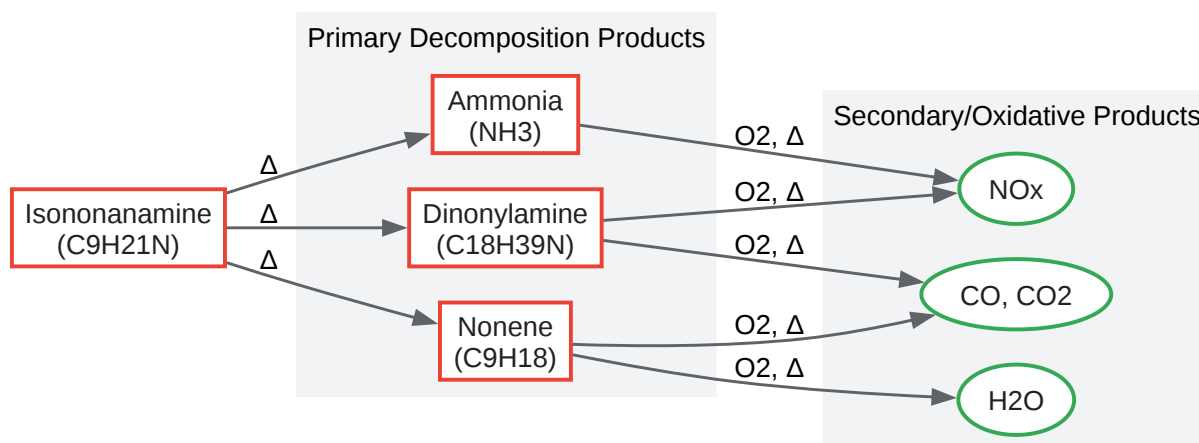 Primary Decomposition Products
Ammonia
(NH3)
Secondary/Oxidative Products
O2, Δ
Δ
NOx
Isononanamine
(C9H21N)
Δ
Dinonylamine
(C18H39N)
O2, Δ
O2, Δ
Δ
CO, CO2
Nonene
(C9H18)
O2, Δ
O2, Δ
H2O